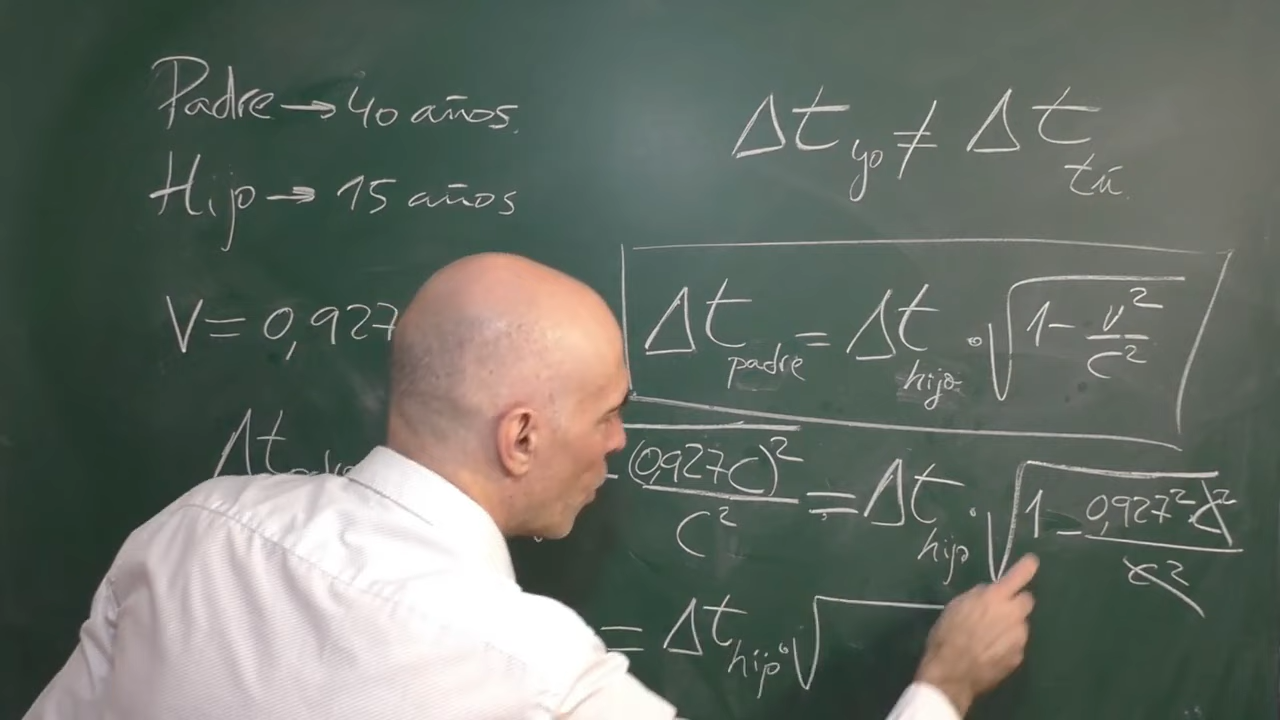 Padre → 40 años.
Hijo → 15 años
V = 0,927
Δt yo ≠ Δt tú
Δt padre = Δt hijo · √(1 - v²/c²)
Δt
(0,927C)²/C² = Δt hijo · √(1 - 0,927² c²/c²)
= Δt hijo · √